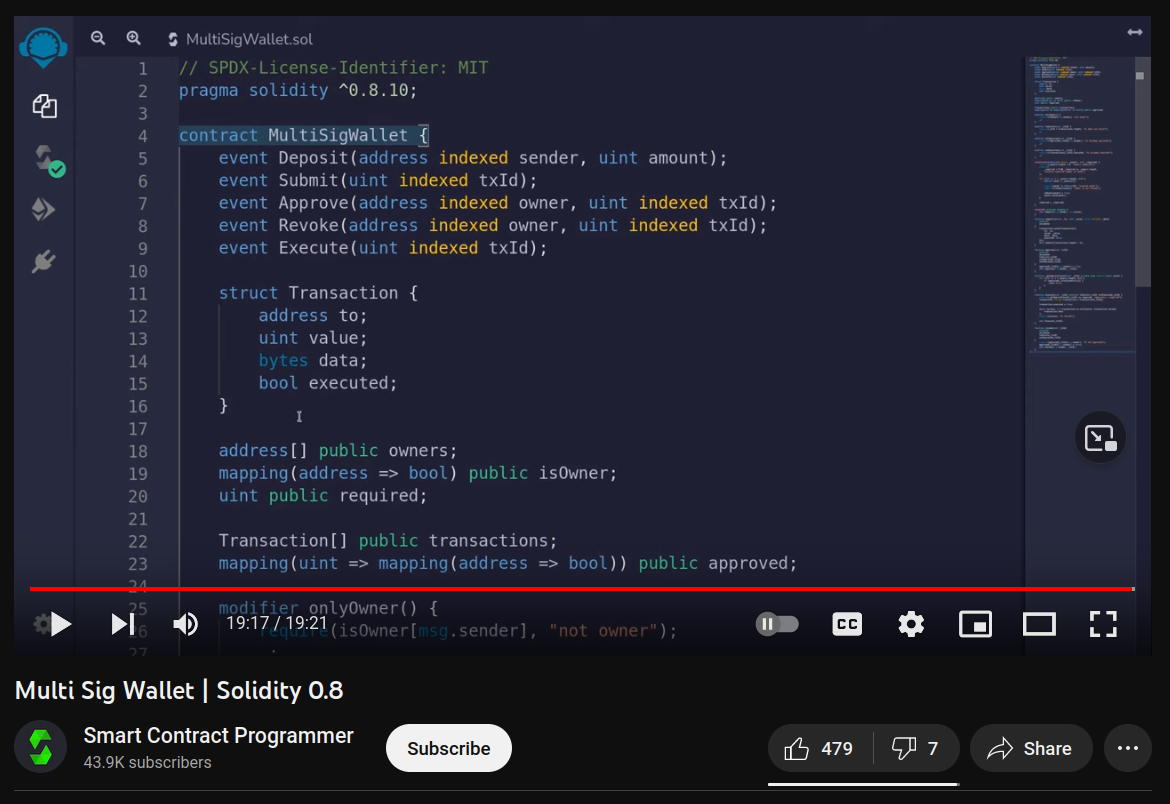 MultiSigWallet.sol
1 // SPDX-License-Identifier: MIT
2 pragma solidity ^0.8.10;
3
4 contract MultiSigWallet {
5 event Deposit(address indexed sender, uint amount);
6 event Submit(uint indexed txId);
7 event Approve(address indexed owner, uint indexed txId);
8 event Revoke(address indexed owner, uint indexed txId);
9 event Execute(uint indexed txId);
10
11 struct Transaction {
12 address to;
13 uint value;
14 bytes data;
15 bool executed;
16 }
17
18 address[] public owners;
19 mapping(address => bool) public isOwner;
20 uint public required;
21
22 Transaction[] public transactions;
23 mapping(uint => mapping(address => bool)) public approved;
24
25 modifier onlyOwner() {
26 require(isOwner[msg.sender], "not owner");
27
19:17 / 19:21
CC
Multi Sig Wallet | Solidity 0.8
Smart Contract Programmer
43.9K subscribers
Subscribe
479
7
Share